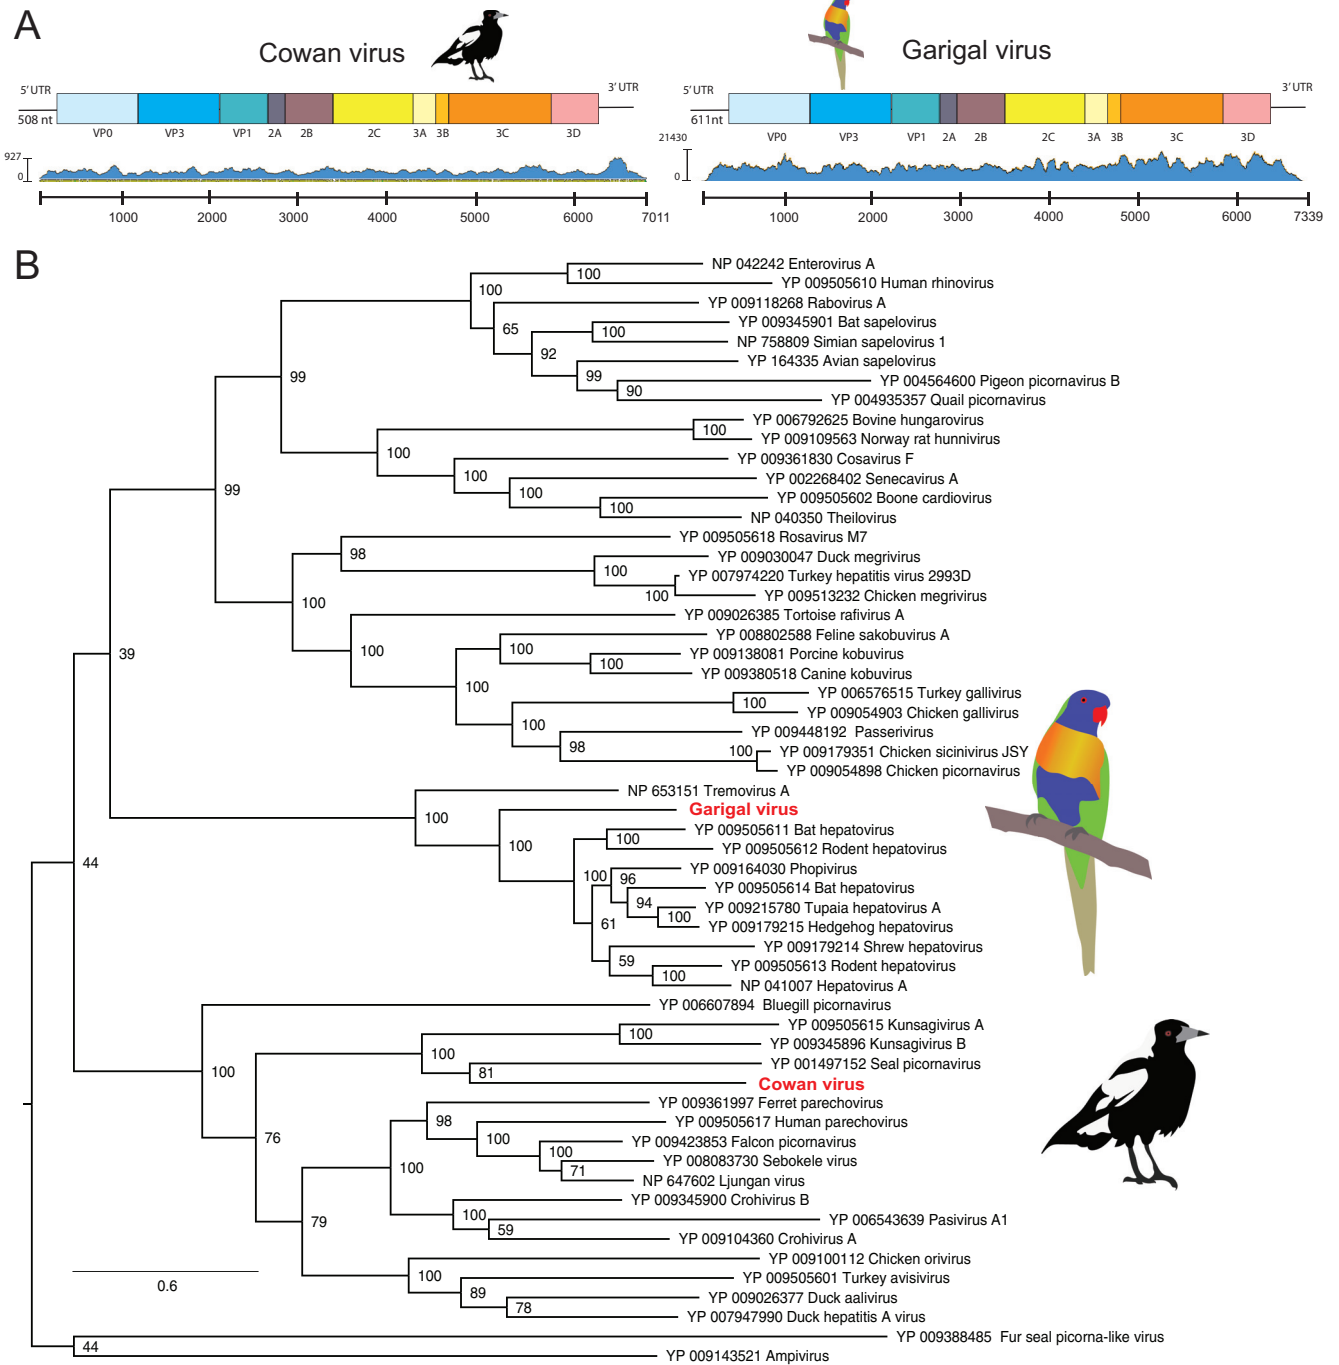 A
Cowan virus
Garigal virus
5' UTR
3' UTR
508 nt
VP0 VP3 VP1 2A 2B 2C 3A 3B 3C 3D
927
0
1000 2000 3000 4000 5000 6000 7011
5' UTR
3' UTR
611nt
VP0 VP3 VP1 2A 2B 2C 3A 3B 3C 3D
21430
0
1000 2000 3000 4000 5000 6000 7339
B
NP 042242 Enterovirus A
100
YP 009505610 Human rhinovirus
100
YP 009118268 Rabovirus A
65
YP 009345901 Bat sapelovirus
100
NP 758809 Simian sapelovirus 1
92
YP 164335 Avian sapelovirus
99
99
YP 004564600 Pigeon picornavirus B
90
YP 004935357 Quail picornavirus
YP 006792625 Bovine hungarovirus
100
YP 009109563 Norway rat hunnivirus
100
YP 009361830 Cosavirus F
100
YP 002268402 Senecavirus A
99
100
YP 009505602 Boone cardiovirus
100
NP 040350 Theilovirus
YP 009505618 Rosavirus M7
98
YP 009030047 Duck megrivirus
100
YP 007974220 Turkey hepatitis virus 2993D
100
YP 009513232 Chicken megrivirus
100
YP 009026385 Tortoise rafivirus A
YP 008802588 Feline sakobuvirus A
39
100
100
YP 009138081 Porcine kobuvirus
100
YP 009380518 Canine kobuvirus
100
YP 006576515 Turkey gallivirus
100
YP 009054903 Chicken gallivirus
100
YP 009448192 Passerivirus
98
100
YP 009179351 Chicken sicinivirus JSY
YP 009054898 Chicken picornavirus
NP 653151 Tremovirus A
100
Garigal virus
YP 009505611 Bat hepatovirus
100
100
YP 009505612 Rodent hepatovirus
44
YP 009164030 Phopivirus
100
96
YP 009505614 Bat hepatovirus
94
YP 009215780 Tupaia hepatovirus A
100
YP 009179215 Hedgehog hepatovirus
61
YP 009179214 Shrew hepatovirus
59
YP 009505613 Rodent hepatovirus
100
NP 041007 Hepatovirus A
YP 006607894 Bluegill picornavirus
YP 009505615 Kunsagivirus A
100
YP 009345896 Kunsagivirus B
100
YP 001497152 Seal picornavirus
100
81
Cowan virus
YP 009361997 Ferret parechovirus
98
YP 009505617 Human parechovirus
76
100
YP 009423853 Falcon picornavirus
100
YP 008083730 Sebokele virus
100
71
NP 647602 Ljungan virus
YP 009345900 Crohivirus B
100
YP 006543639 Pasivirus A1
79
59
YP 009104360 Crohivirus A
YP 009100112 Chicken orivirus
100
YP 009505601 Turkey avisivirus
0.6
89
YP 009026377 Duck aalivirus
78
YP 007947990 Duck hepatitis A virus
YP 009388485 Fur seal picorna-like virus
44
YP 009143521 Ampivirus